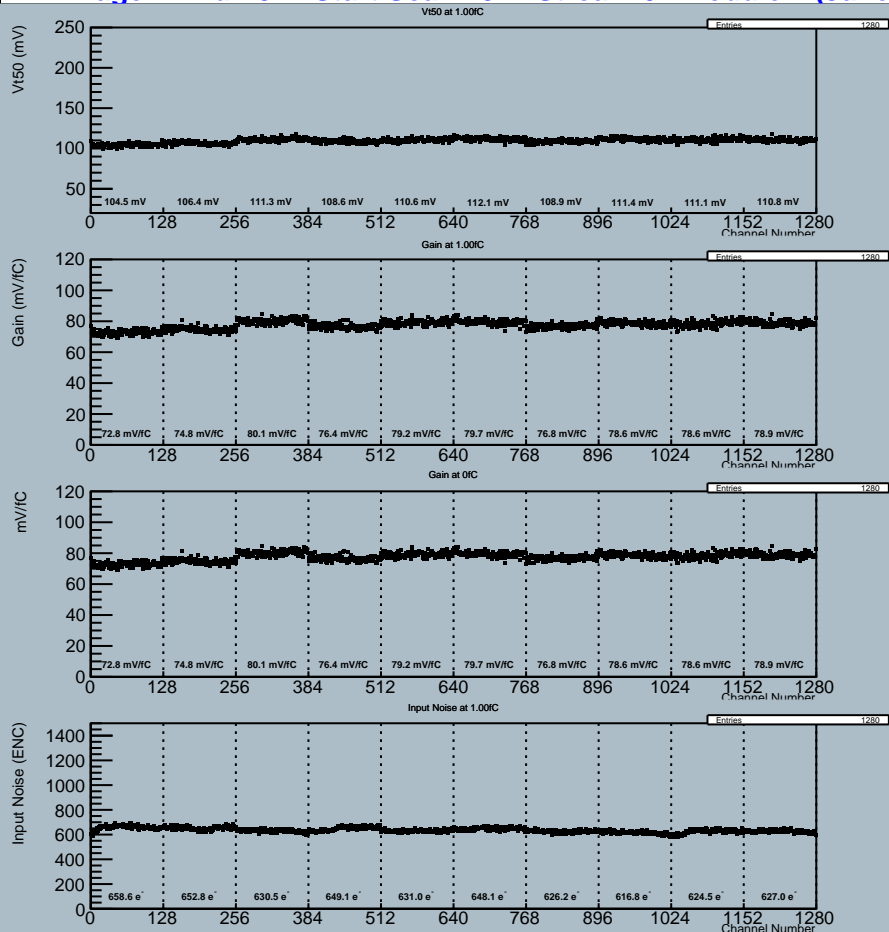 Vt50 at 1.00fC
Entries 1280
Vt50 (mV)
250
200
150
100
50
104.5 mV 106.4 mV 111.3 mV 108.6 mV 110.6 mV 112.1 mV 108.9 mV 111.4 mV 111.1 mV 110.8 mV
0 128 256 384 512 640 768 896 1024 1152 1280
Channel Number
Gain at 1.00fC
Entries 1280
Gain (mV/fC)
120
100
80
60
40
20
0
72.8 mV/fC 74.8 mV/fC 80.1 mV/fC 76.4 mV/fC 79.2 mV/fC 79.7 mV/fC 76.8 mV/fC 78.6 mV/fC 78.6 mV/fC 78.9 mV/fC
0 128 256 384 512 640 768 896 1024 1152 1280
Channel Number
Gain at 0fC
Entries 1280
mV/fC
120
100
80
60
40
20
0
72.8 mV/fC 74.8 mV/fC 80.1 mV/fC 76.4 mV/fC 79.2 mV/fC 79.7 mV/fC 76.8 mV/fC 78.6 mV/fC 78.6 mV/fC 78.9 mV/fC
0 128 256 384 512 640 768 896 1024 1152 1280
Channel Number
Input Noise at 1.00fC
Entries 1280
Input Noise (ENC)
1400
1200
1000
800
600
400
200
0
658.6 e⁻ 652.8 e⁻ 630.5 e⁻ 649.1 e⁻ 631.0 e⁻ 648.1 e⁻ 626.2 e⁻ 616.8 e⁻ 624.5 e⁻ 627.0 e⁻
0 128 256 384 512 640 768 896 1024 1152 1280
Channel Number